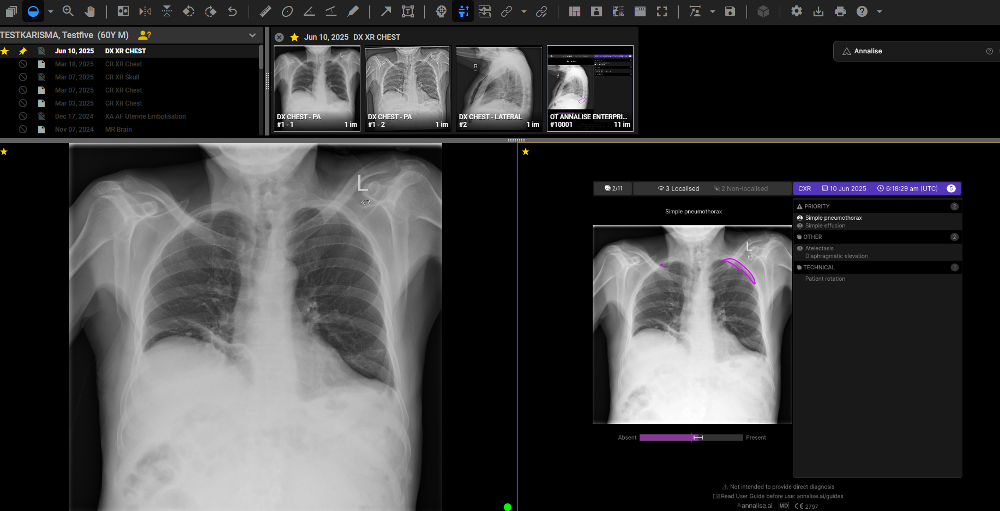 TESTKARISMA, Testfive (60Y M)
Jun 10, 2025 DX XR CHEST
Mar 18, 2025 CR XR Chest
Mar 07, 2025 CR XR Skull
Mar 07, 2025 CR XR Chest
Mar 03, 2025 CR XR Chest
Dec 17, 2024 XA AF Uterine Embolisation
Nov 07, 2024 MR Brain
Jun 10, 2025 DX XR CHEST
L
DX CHEST - PA
#1 - 1 1 im
L
DX CHEST - PA
#1 - 2 1 im
R
DX CHEST - LATERAL
#2 1 im
OT ANNALISE ENTERPRI...
#10001 11 im
Annalise
L
KR
2/11 3 Localised 2 Non-localised
CXR 10 Jun 2025 6:18:29 am (UTC) 5
Simple pneumothorax
L
KR
Absent Present
PRIORITY 2
Simple pneumothorax
Simple effusion
OTHER 2
Atelectasis
Diaphragmatic elevation
TECHNICAL 1
Patient rotation
Not intended to provide direct diagnosis
Read User Guide before use: annalise.ai/guides
annalise.ai MD CE 2797